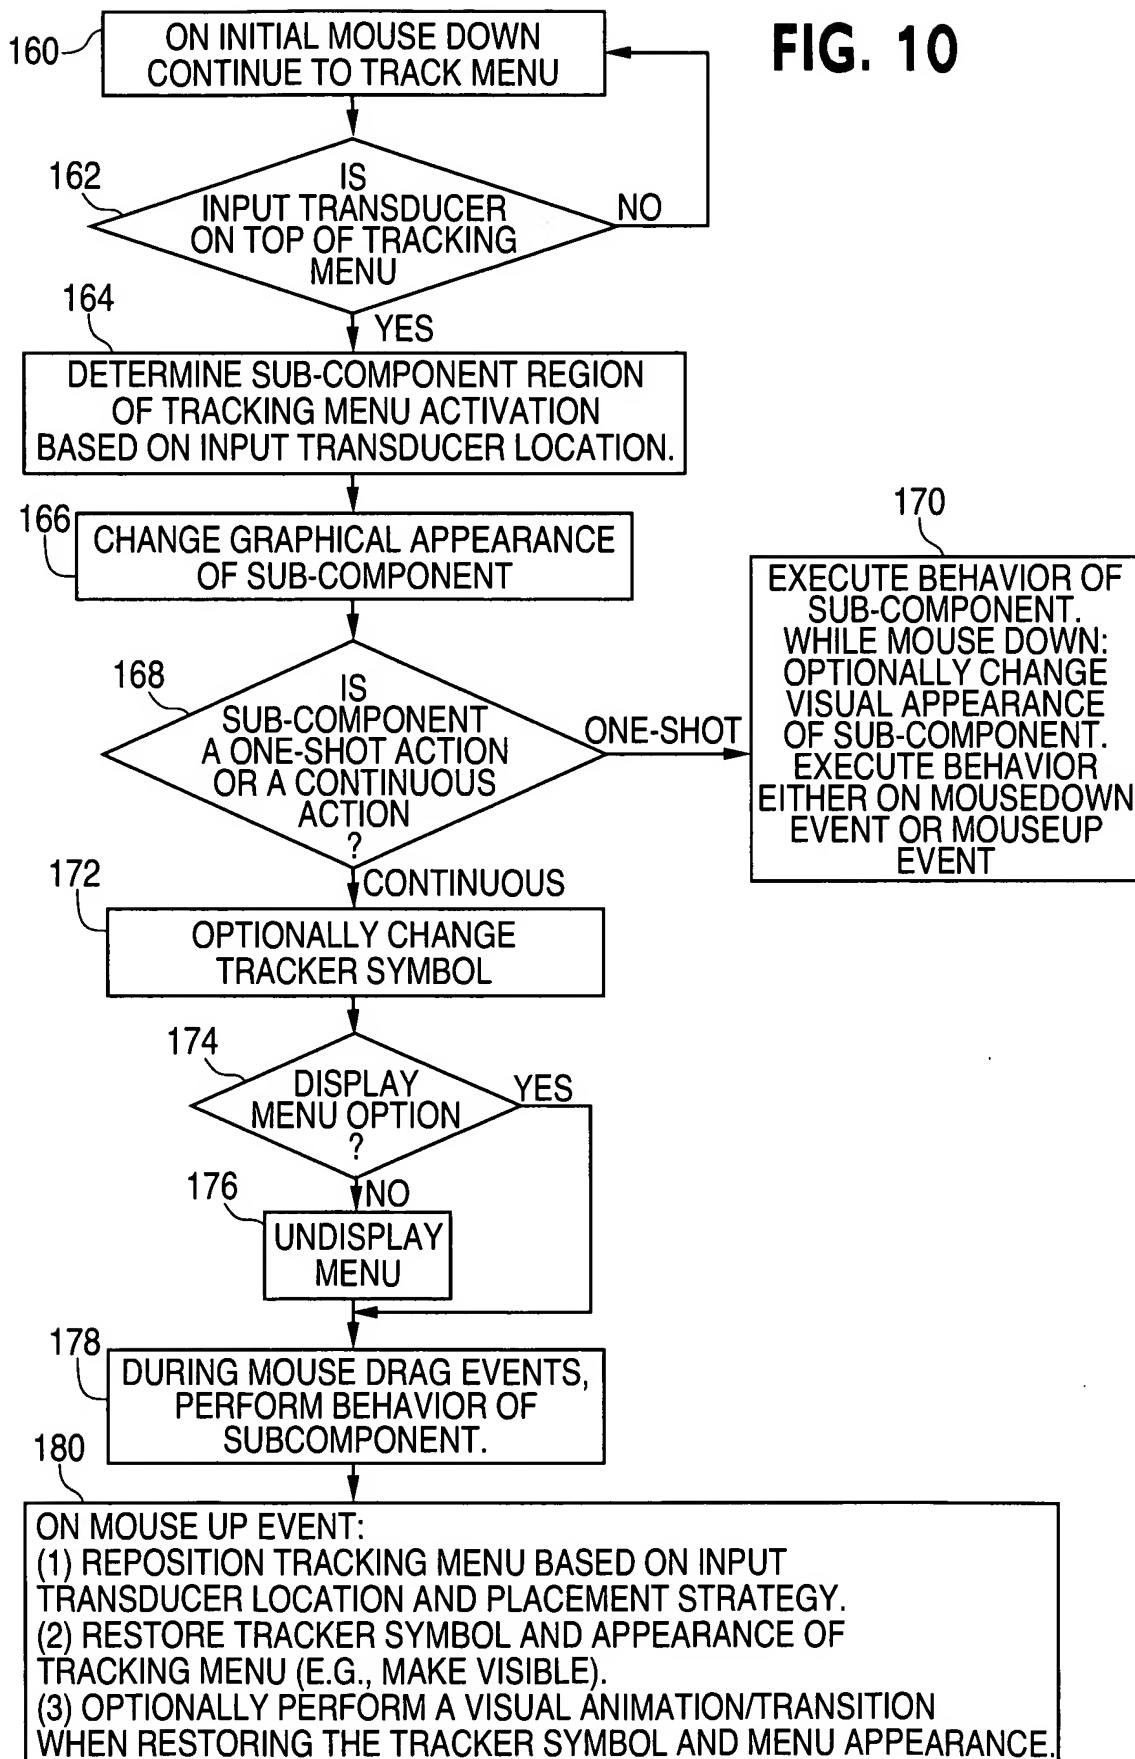 FIG. 10
160
ON INITIAL MOUSE DOWN
CONTINUE TO TRACK MENU
162
IS
INPUT TRANSDUCER
ON TOP OF TRACKING
MENU
NO
YES
164
DETERMINE SUB-COMPONENT REGION
OF TRACKING MENU ACTIVATION
BASED ON INPUT TRANSDUCER LOCATION.
166
CHANGE GRAPHICAL APPEARANCE
OF SUB-COMPONENT
168
IS
SUB-COMPONENT
A ONE-SHOT ACTION
OR A CONTINUOUS
ACTION
?
ONE-SHOT
170
EXECUTE BEHAVIOR OF
SUB-COMPONENT.
WHILE MOUSE DOWN:
OPTIONALLY CHANGE
VISUAL APPEARANCE
OF SUB-COMPONENT.
EXECUTE BEHAVIOR
EITHER ON MOUSEDOWN
EVENT OR MOUSEUP
EVENT
CONTINUOUS
172
OPTIONALLY CHANGE
TRACKER SYMBOL
174
DISPLAY
MENU OPTION
?
YES
NO
176
UNDISPLAY
MENU
178
DURING MOUSE DRAG EVENTS,
PERFORM BEHAVIOR OF
SUBCOMPONENT.
180
ON MOUSE UP EVENT:
(1) REPOSITION TRACKING MENU BASED ON INPUT
TRANSDUCER LOCATION AND PLACEMENT STRATEGY.
(2) RESTORE TRACKER SYMBOL AND APPEARANCE OF
TRACKING MENU (E.G., MAKE VISIBLE).
(3) OPTIONALLY PERFORM A VISUAL ANIMATION/TRANSITION
WHEN RESTORING THE TRACKER SYMBOL AND MENU APPEARANCE.